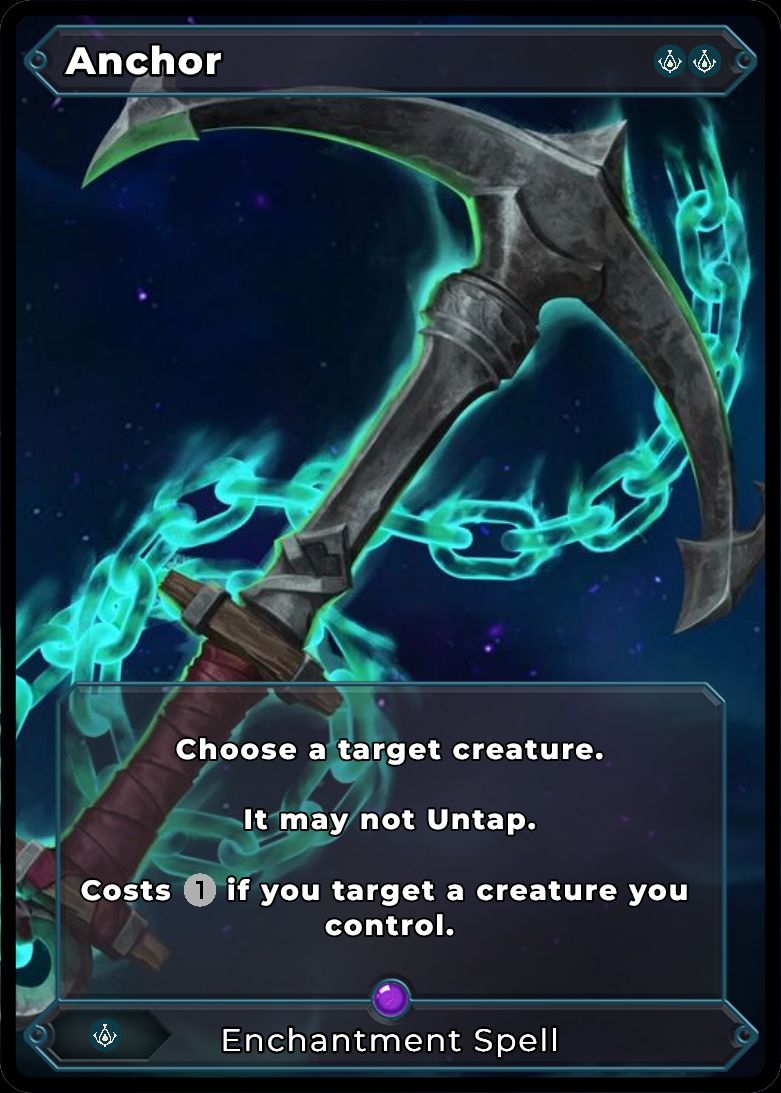 Anchor
Choose a target creature.
It may not Untap.
Costs 1 if you target a creature you
control.
Enchantment Spell